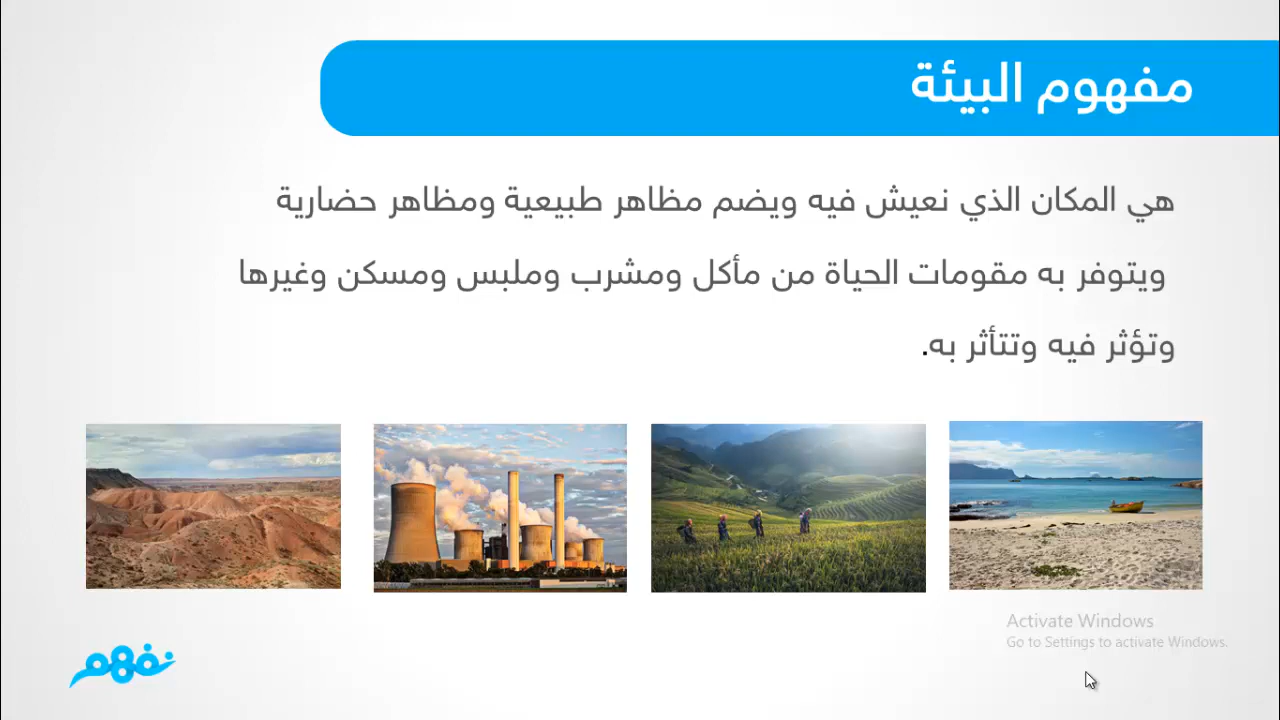 مفهوم البيئة
هي المكان الذي نعيش فيه ويضم مظاهر طبيعية ومظاهر حضارية
ويتوفر به مقومات الحياة من مأكل ومشرب وملبس ومسكن وغيرها
وتؤثر فيه وتتأثر به.
Activate Windows
Go to Settings to activate Windows.
نفهم